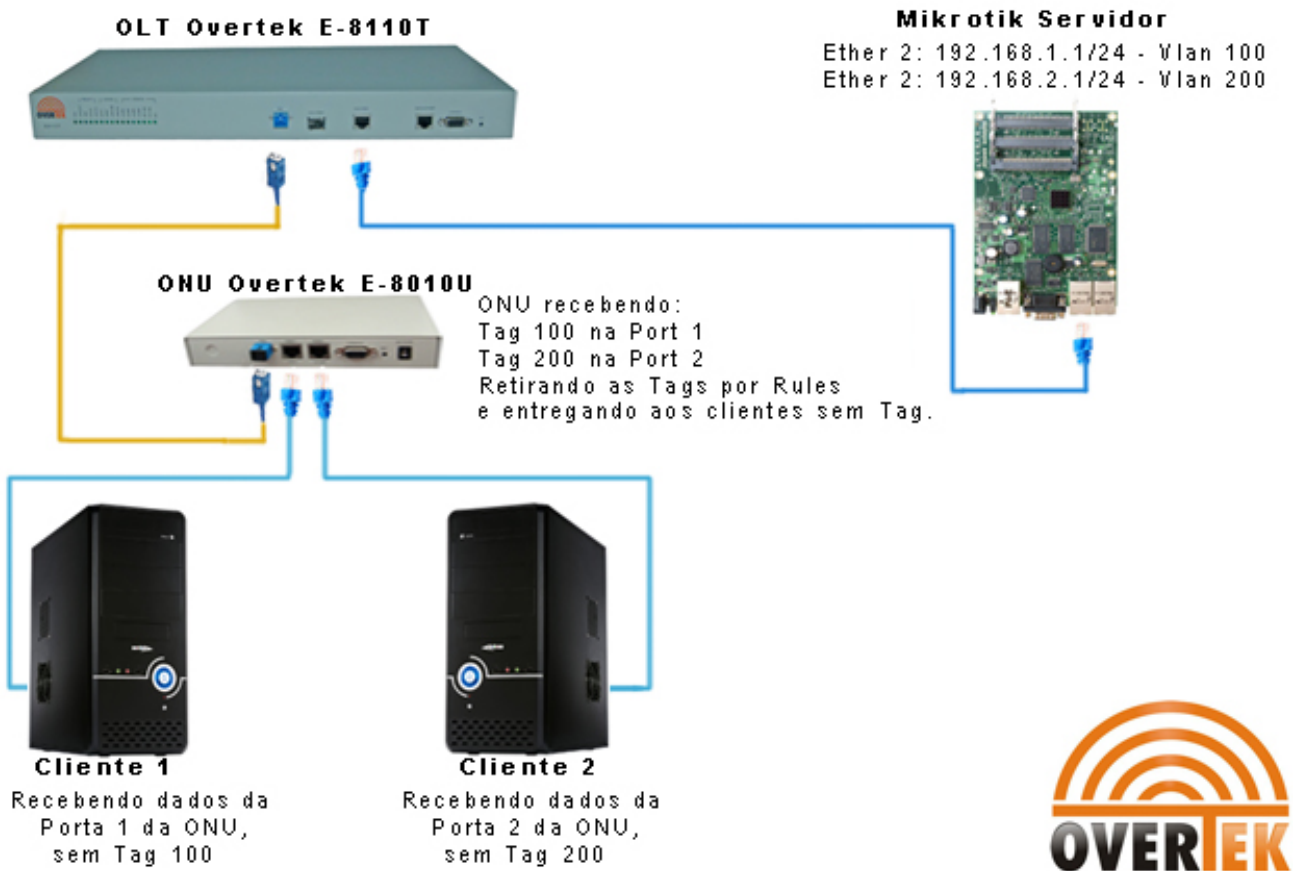 OLT Overtek E-8110T
Mikrotik Servidor
Ether 2: 192.168.1.1/24 - Vlan 100
Ether 2: 192.168.2.1/24 - Vlan 200
OVERTEK
ONU Overtek E-8010U
ONU recebendo:
Tag 100 na Port 1
Tag 200 na Port 2
Retirando as Tags por Rules
e entregando aos clientes sem Tag.
Cliente 1
Recebendo dados da
Porta 1 da ONU,
sem Tag 100
Cliente 2
Recebendo dados da
Porta 2 da ONU,
sem Tag 200
OVERTEK